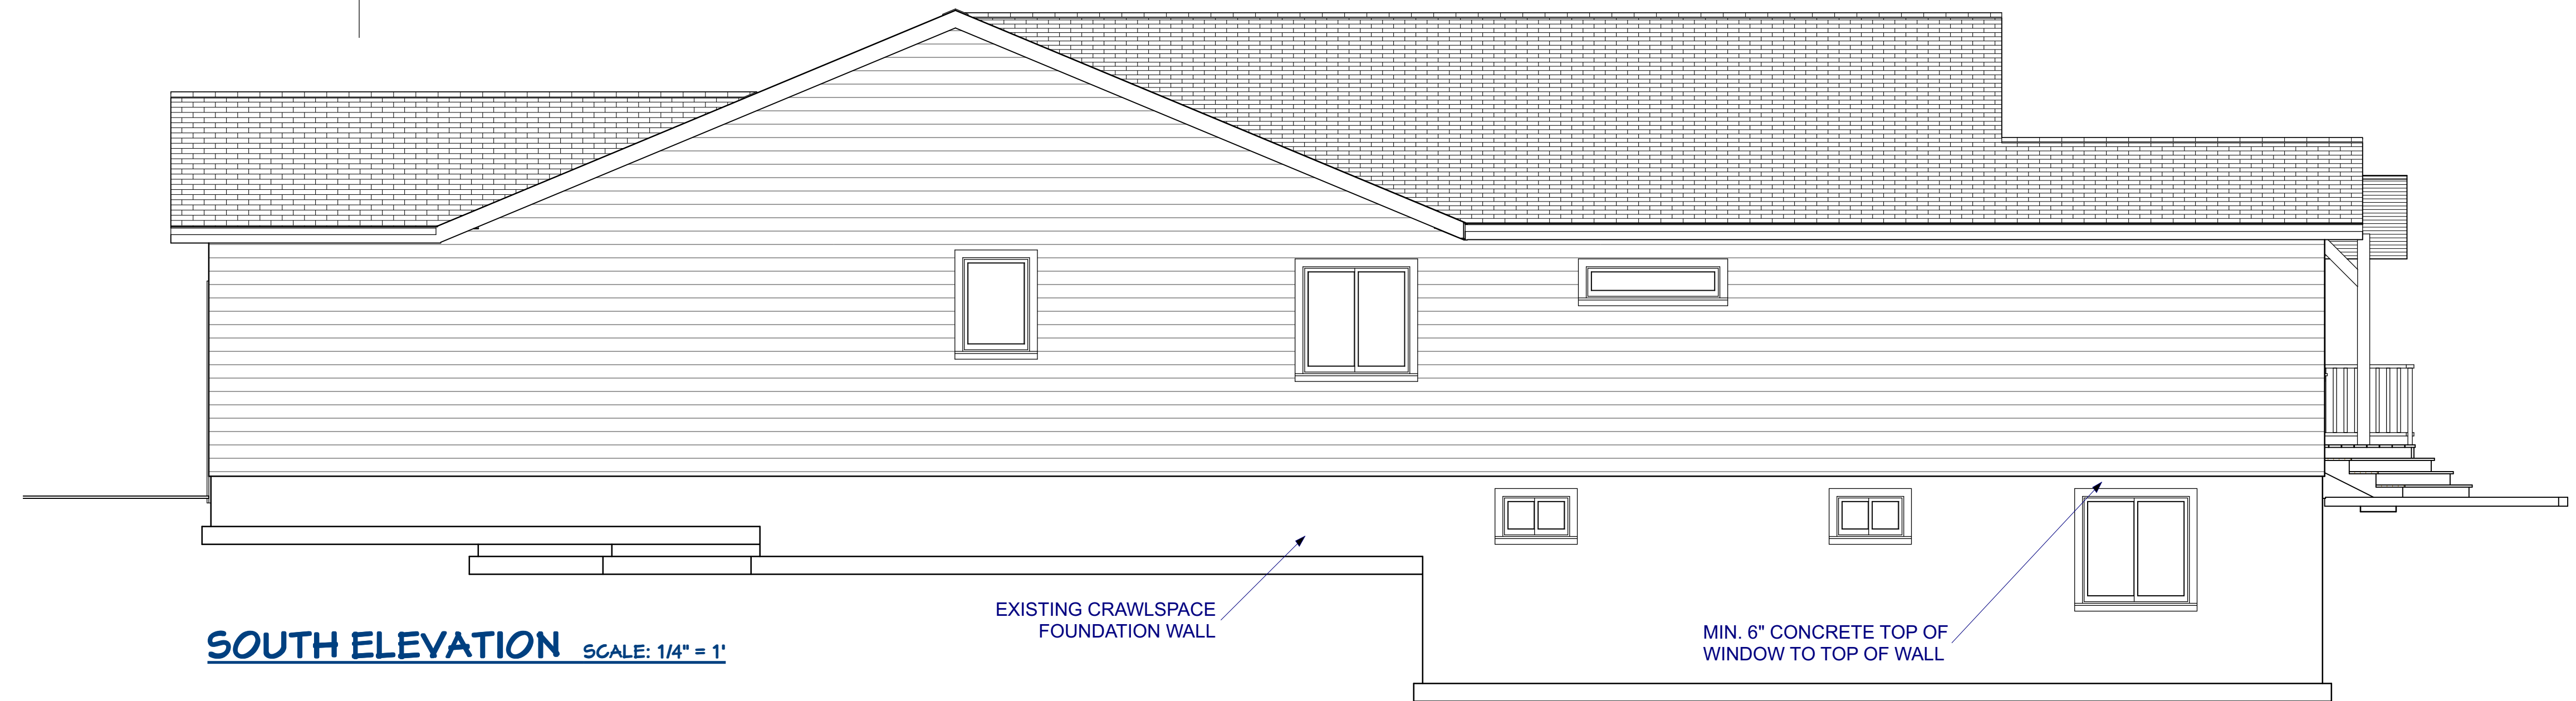 EXISTING CRAWLSPACE
FOUNDATION WALL
MIN. 6" CONCRETE TOP OF
WINDOW TO TOP OF WALL
SOUTH ELEVATION SCALE: 1/4" = 1'